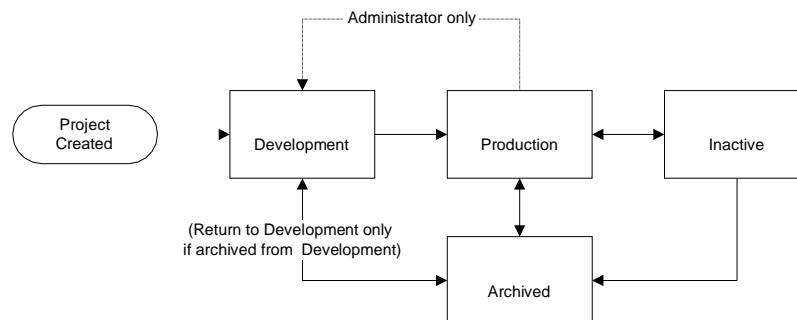 Administrator only
Project
Created
Development
Production
Inactive
(Return to Development only
if archived from Development)
Archived